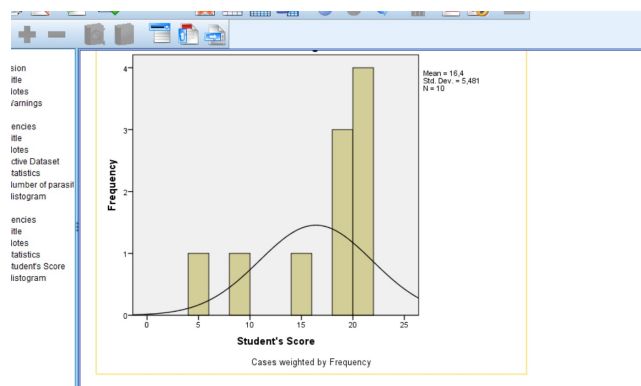 sion
itle
lotes
Varnings
encies
itle
lotes
ctive Dataset
tatistics
lumber of parasit
listogram
encies
itle
lotes
tatistics
tudent's Score
listogram
Mean = 16,4
Std. Dev. = 5,481
N = 10
Frequency
4
3
2
1
0
0 5 10 15 20 25
Student's Score
Cases weighted by Frequency